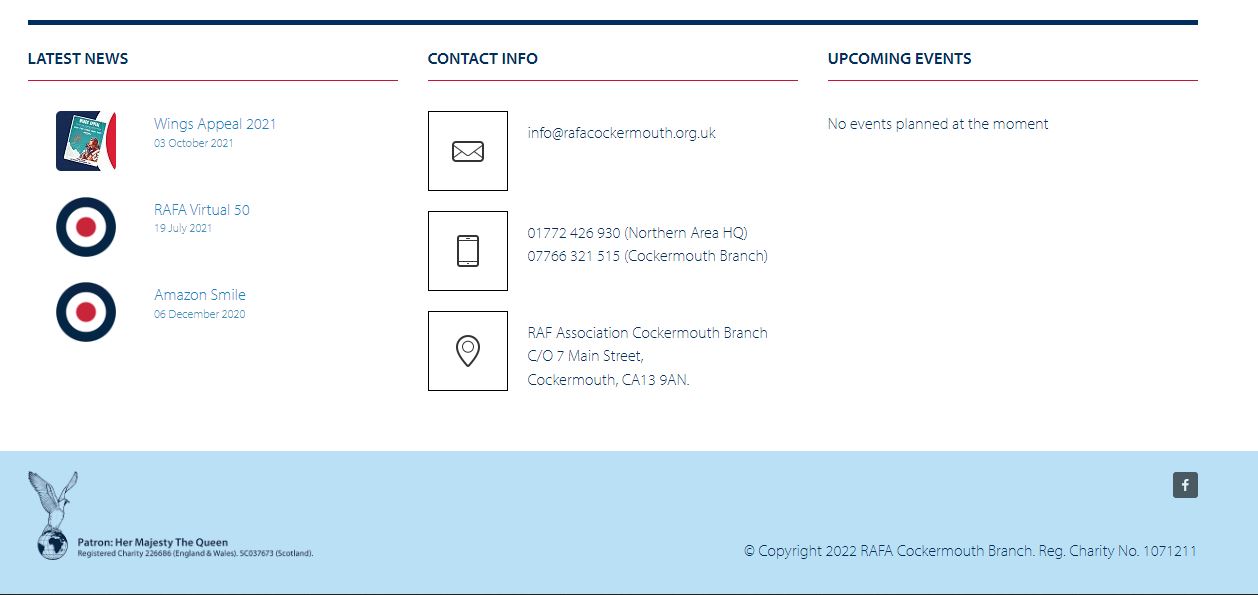 LATEST NEWS
Wings Appeal 2021
03 October 2021
RAFA Virtual 50
19 July 2021
Amazon Smile
06 December 2020
CONTACT INFO
info@rafacockermouth.org.uk
01772 426 930 (Northern Area HQ)
07766 321 515 (Cockermouth Branch)
RAF Association Cockermouth Branch
C/O 7 Main Street,
Cockermouth, CA13 9AN.
UPCOMING EVENTS
No events planned at the moment
Patron: Her Majesty The Queen
Registered Charity 226686 (England & Wales). SC037673 (Scotland).
© Copyright 2022 RAFA Cockermouth Branch. Reg. Charity No. 1071211